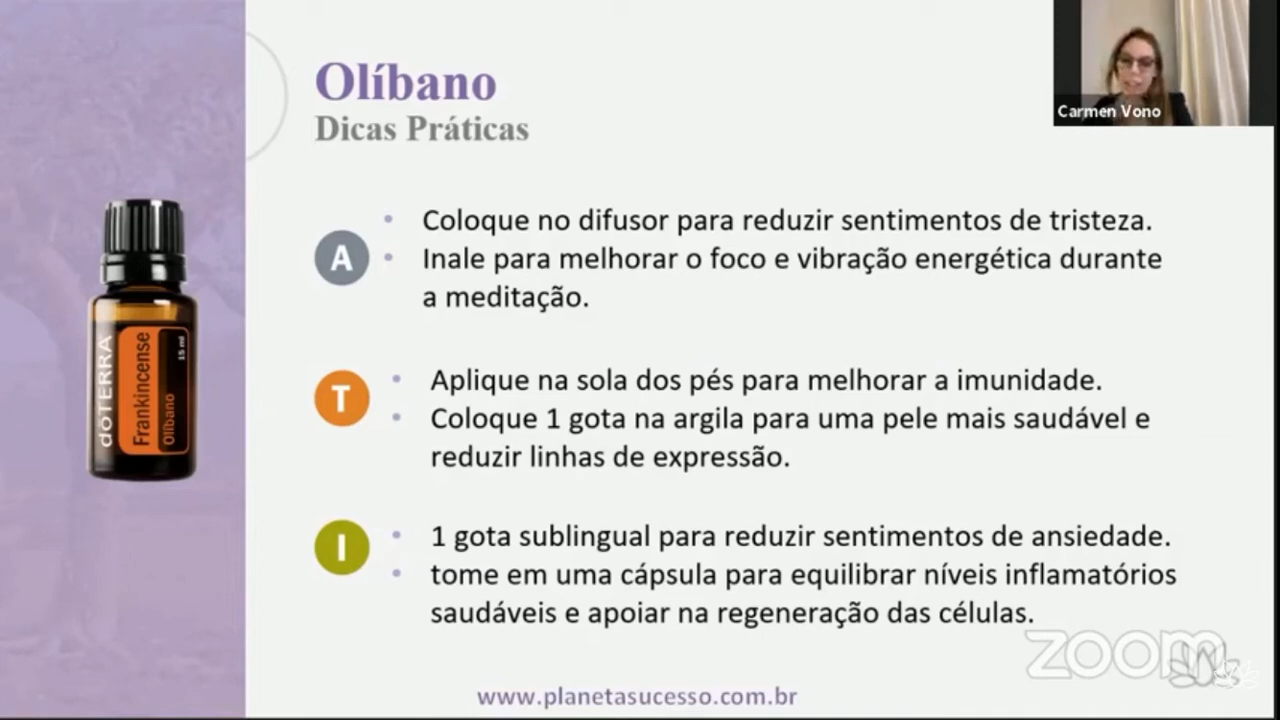 Olíbano
Dicas Práticas
Carmen Vono
A
Coloque no difusor para reduzir sentimentos de tristeza.
Inale para melhorar o foco e vibração energética durante
a meditação.
T
Aplique na sola dos pés para melhorar a imunidade.
Coloque 1 gota na argila para uma pele mais saudável e
reduzir linhas de expressão.
I
1 gota sublingual para reduzir sentimentos de ansiedade.
tome em uma cápsula para equilibrar níveis inflamatórios
saudáveis e apoiar na regeneração das células.
dōTERRA
Frankincense
Olíbano
15 ml
zoom
www.planetasucesso.com.br